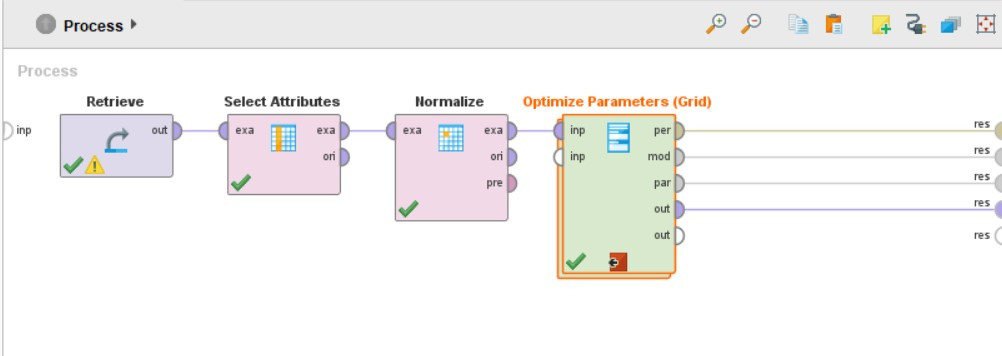 Process
Process
Retrieve
Select Attributes
Normalize
Optimize Parameters (Grid)
inp
out
exa
exa
ori
exa
exa
ori
pre
inp
inp
per
mod
par
out
out
res
res
res
res
res